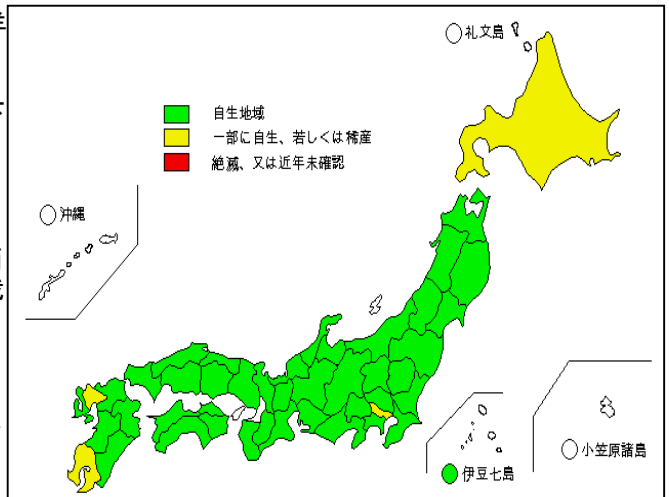 礼文島
自生地域
一部に自生、若しくは稀産
絶滅、又は近年未確認
沖縄
小笠原諸島
伊豆七島